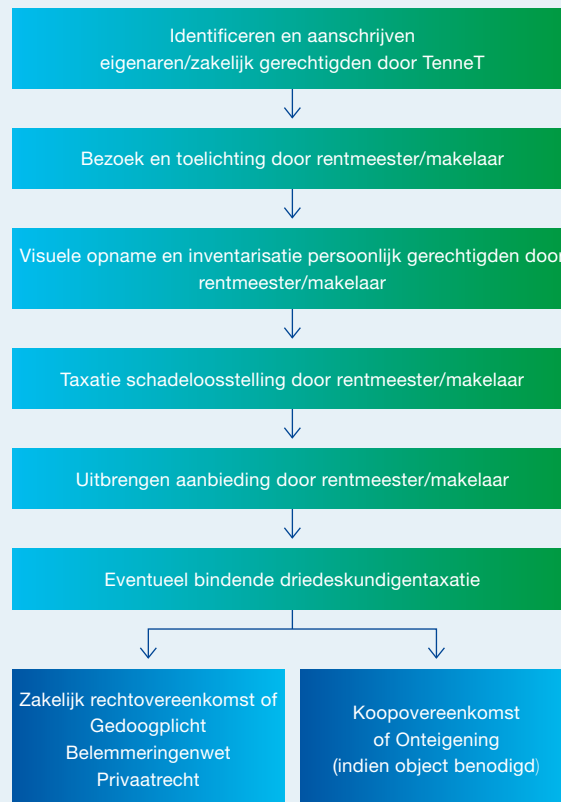 Identificeren en aanschrijven
eigenaren/zakelijk gerechtigden door TenneT
Bezoek en toelichting door rentmeester/makelaar
Visuele opname en inventarisatie persoonlijk gerechtigden door
rentmeester/makelaar
Taxatie schadeloosstelling door rentmeester/makelaar
Uitbrengen aanbieding door rentmeester/makelaar
Eventueel bindende driedeskundigentaxatie
Zakelijk rechtovereenkomst of
Gedoogplicht
Belemmeringenwet
Privaatrecht
Koopovereenkomst
of Onteigening
(indien object benodigd)